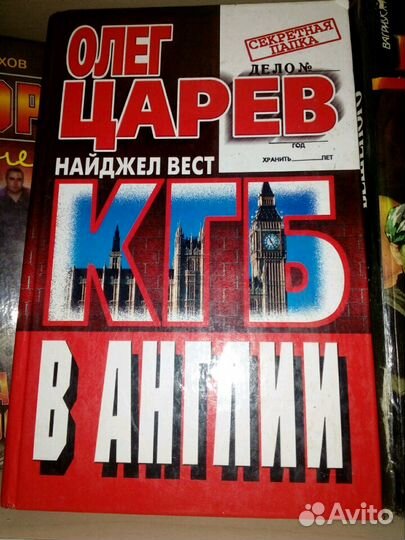 ОЛЕГ
ЦАРЕВ
СЕКРЕТНАЯ
ПАПКА
ДЕЛО №
ГОД
ХРАНИТЬ ЛЕТ
НАЙДЖЕЛ ВЕСТ
КГБ
В АНГЛИИ
Avito